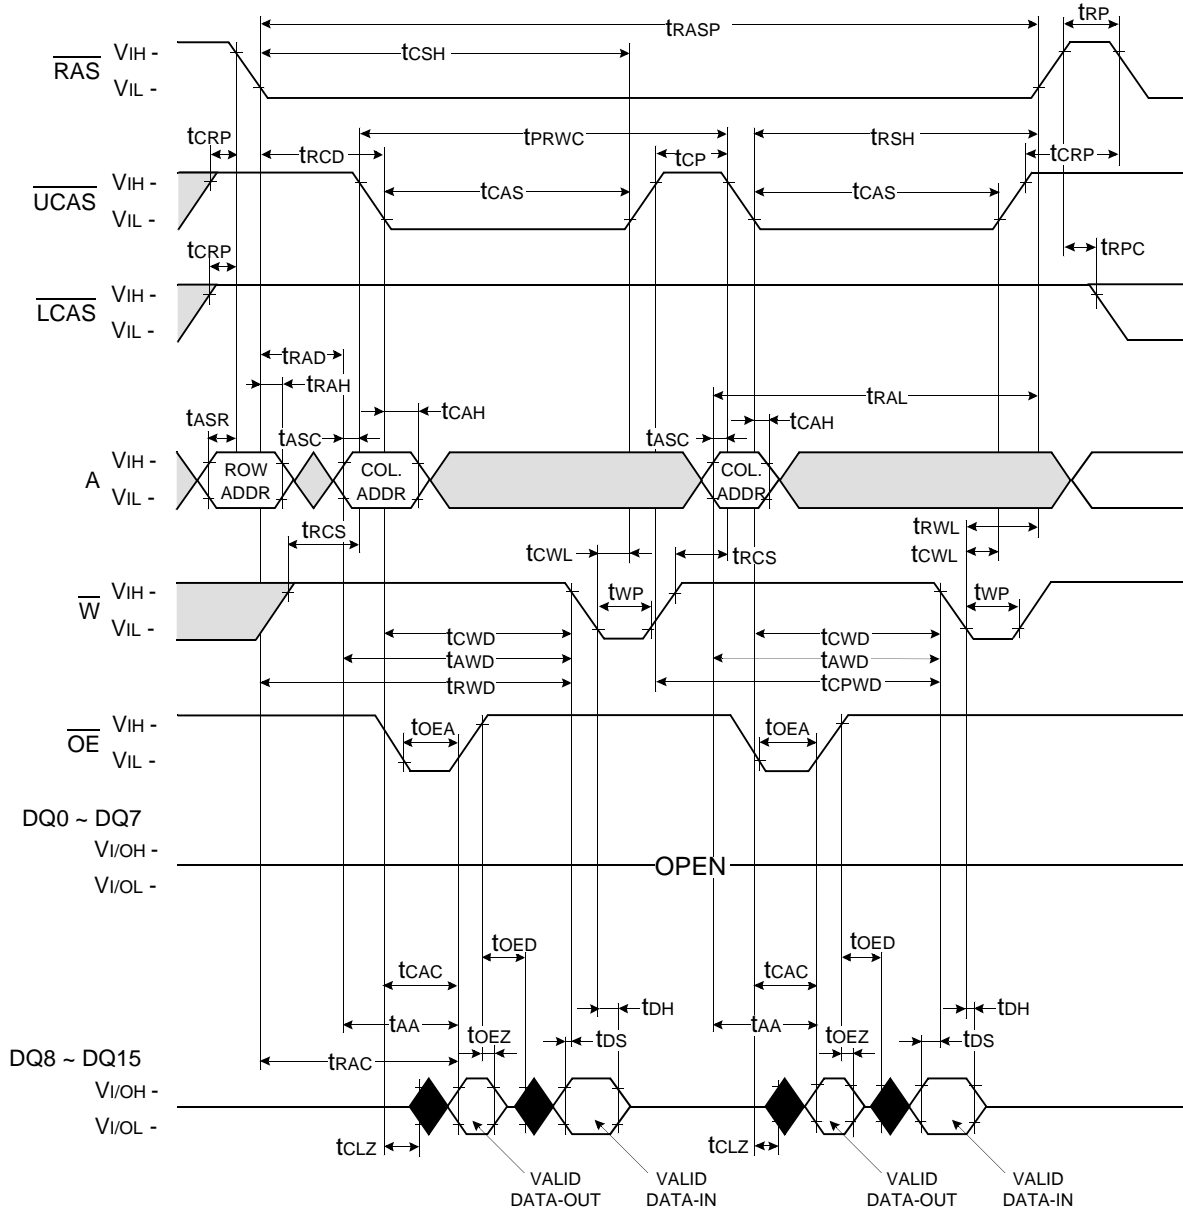 tRASP
tRP
tCSH
RAS
VIH -
VIL -
tCRP
tRCD
tPRWC
tCP
tRSH
tCRP
UCAS
VIH -
VIL -
tCAS
tCAS
tCRP
tRPC
LCAS
VIH -
VIL -
tRAD
tRAH
tASR
tASC
tCAH
tRAL
tASC
tCAH
A
VIH -
VIL -
ROW
ADDR
COL.
ADDR
COL.
ADDR
tRCS
tCWL
tRCS
tRWL
tCWL
W
VIH -
VIL -
tWP
tWP
tCWD
tCWD
tAWD
tAWD
tRWD
tCPWD
OE
VIH -
VIL -
tOEA
tOEA
DQ0 ~ DQ7
VI/OH -
VI/OL -
OPEN
tOED
tOED
tCAC
tCAC
tDH
tDH
tAA
tAA
tOEZ
tDS
tOEZ
tDS
tRAC
DQ8 ~ DQ15
VI/OH -
VI/OL -
tCLZ
tCLZ
VALID
DATA-OUT
VALID
DATA-IN
VALID
DATA-OUT
VALID
DATA-IN